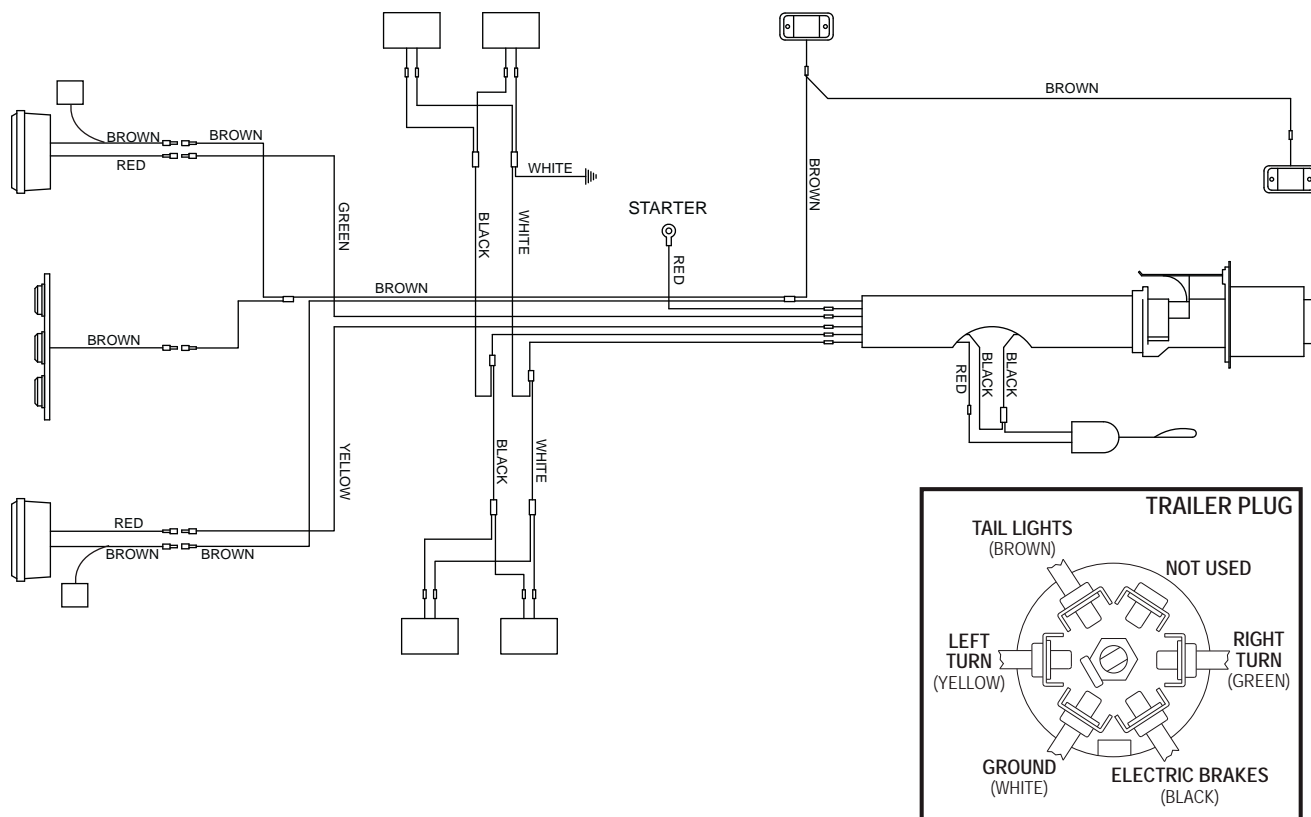 BROWN
BROWN BROWN
RED
WHITE
GREEN
BLACK
WHITE
BROWN
STARTER
RED
BROWN
BROWN
RED
BLACK
BLACK
YELLOW
BLACK
WHITE
RED
BROWN BROWN
TRAILER PLUG
TAIL LIGHTS
(BROWN)
NOT USED
LEFT
TURN
(YELLOW)
RIGHT
TURN
(GREEN)
GROUND
(WHITE)
ELECTRIC BRAKES
(BLACK)